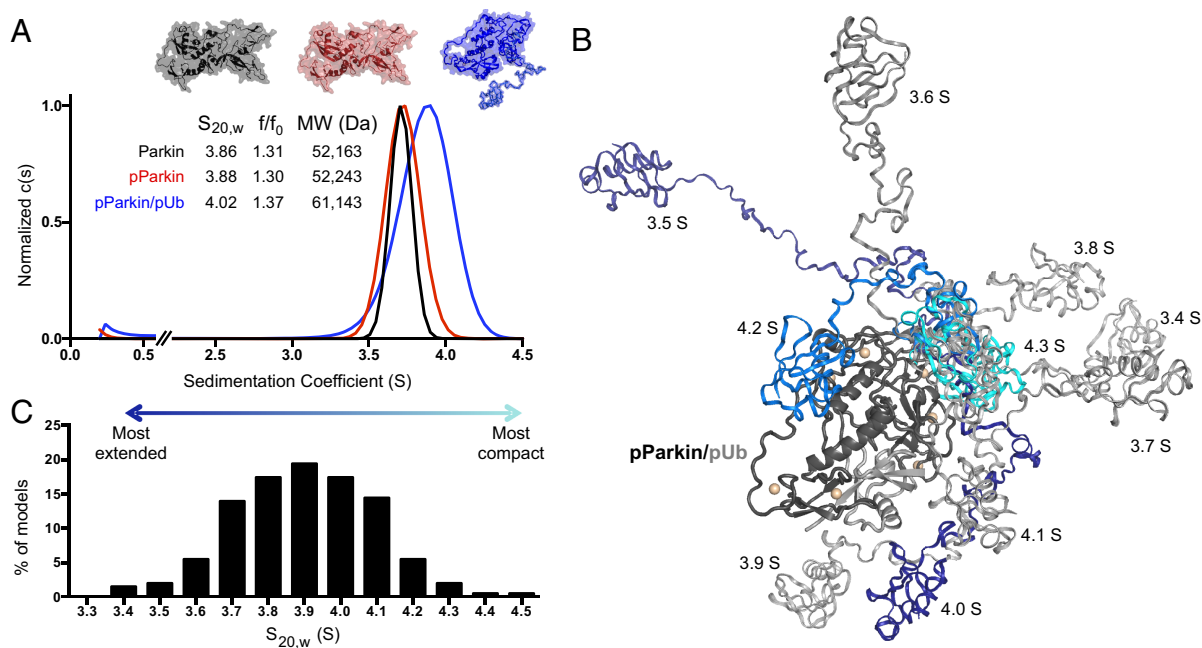 A
S20,w f/f0 MW (Da)
Parkin 3.86 1.31 52,163
pParkin 3.88 1.30 52,243
pParkin/pUb 4.02 1.37 61,143
Normalized c(s)
1.0
0.5
0.0
0.0 0.5 2.5 3.0 3.5 4.0 4.5
Sedimentation Coefficient (S)
B
3.6 S
3.5 S
3.8 S
3.4 S
4.2 S
4.3 S
3.7 S
pParkin/pUb
4.1 S
3.9 S
4.0 S
C
Most extended
Most compact
% of models
25
20
15
10
5
0
3.3 3.4 3.5 3.6 3.7 3.8 3.9 4.0 4.1 4.2 4.3 4.4 4.5
S20,w (S)